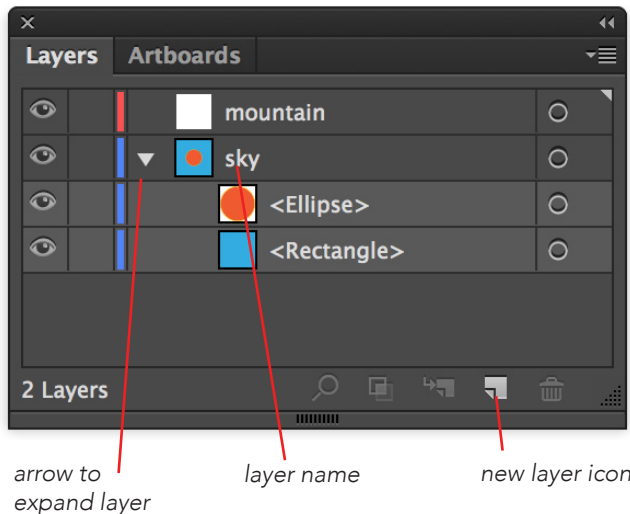 Layers Artboards
mountain
sky
<Ellipse>
<Rectangle>
2 Layers
arrow to
expand layer
layer name
new layer icon